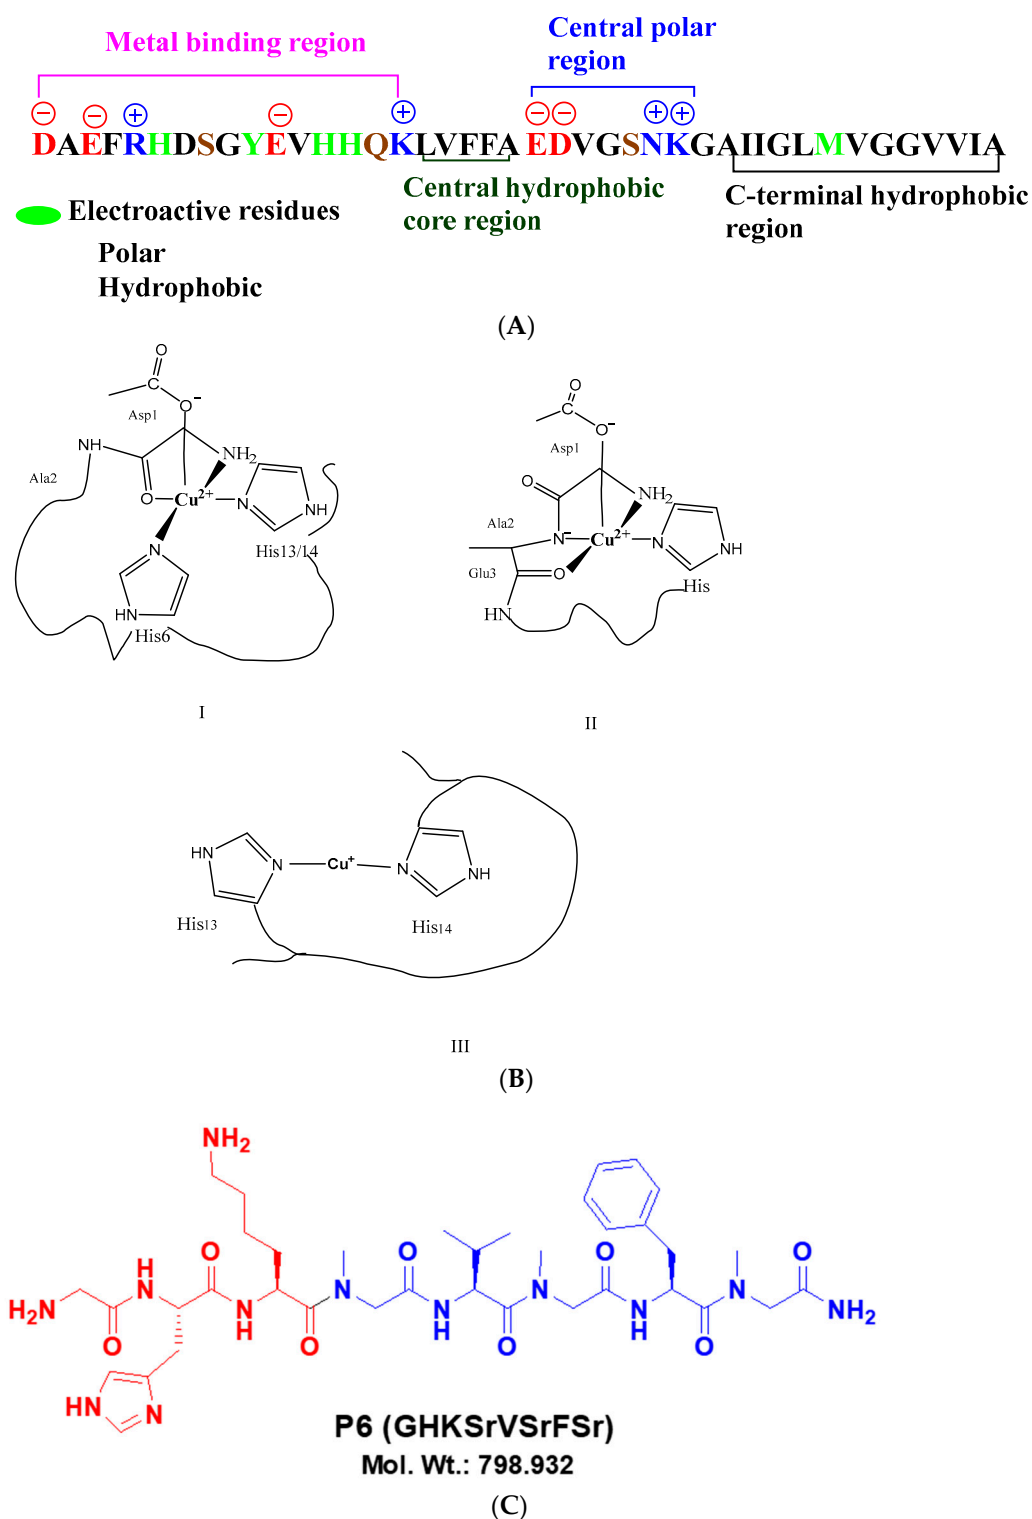 Central polar
region
Metal binding region
− − + − + − − + +
DAEFRHDSGYEVHHQKLVFFAEDVGSNKGAIIGLMVGGVVIA
Central hydrophobic
core region
C-terminal hydrophobic
region
Electroactive residues
Polar
Hydrophobic
(A)
O
C
O−
Asp1
NH
NH2
Ala2
O
Cu2+
N
NH
His13/14
N
HN
His6
I
O
C
O−
Asp1
O
NH2
Ala2
N−
Cu2+
N
NH
Glu3
O
His
HN
II
HN
N
Cu+
N
NH
His13
His14
III
(B)
NH2
H
N
O
N
O
N
O
N
O
H2N
O
N
H
O
N
H
O
N
H
O
NH2
HN
N
P6 (GHKSrVSrFSr)
Mol. Wt.: 798.932
(C)